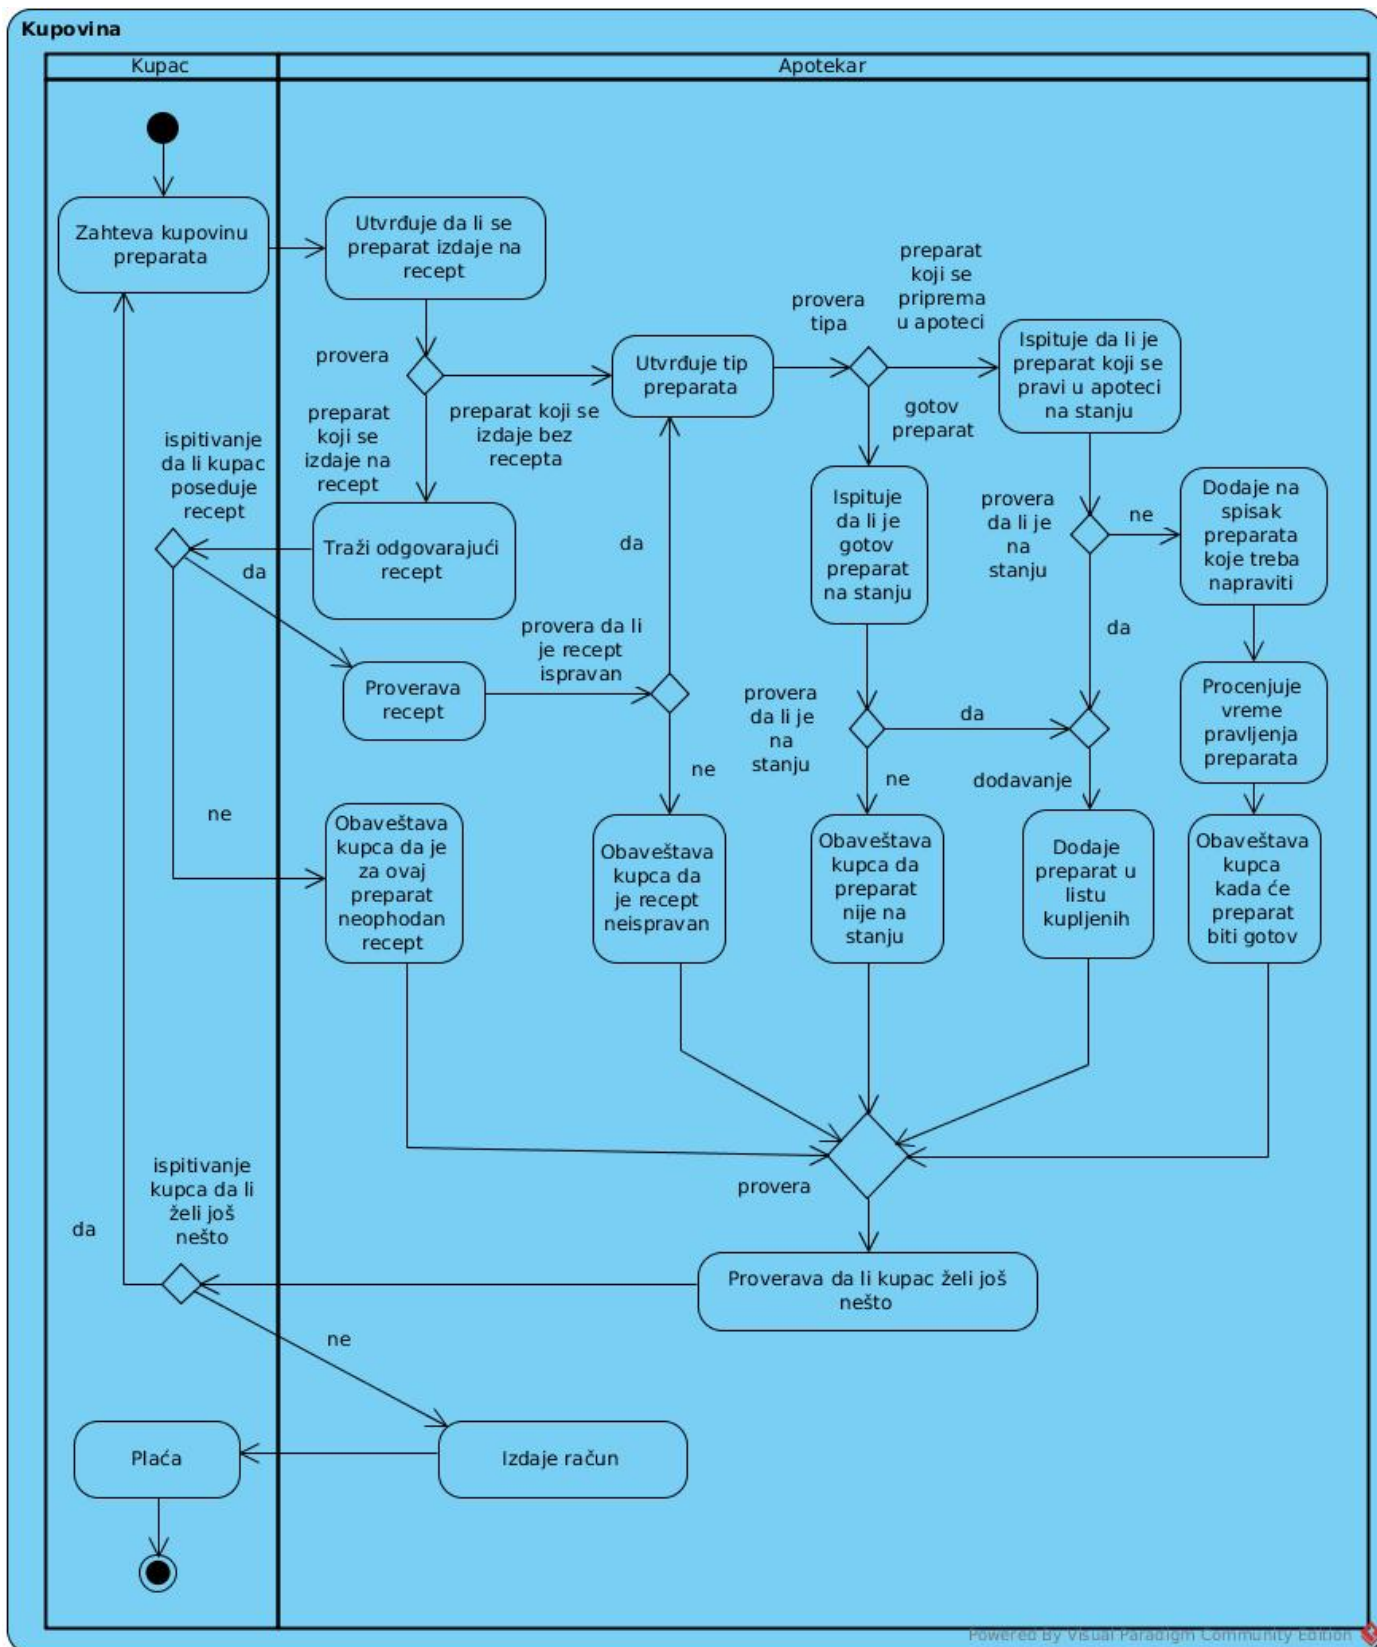 Kupovina
Kupac
Apotekar
Zahteva kupovinu
preparata
Utvrđuje da li se
preparat izdaje na
recept
provera
preparat
koji se
izdaje na
recept
preparat koji se
izdaje bez
recepta
Utvrđuje tip
preparata
provera
tipa
preparat
koji se
priprema
u apoteci
gotov
preparat
Ispituje da li je
preparat koji se
pravi u apoteci
na stanju
ispitivanje
da li kupac
poseduje
recept
Traži odgovarajući
recept
da
da
Ispituje
da li je
gotov
preparat
na stanju
provera
da li je
na
stanju
ne
Dodaje na
spisak
preparata
koje treba
napraviti
da
Proverava
recept
provera da li
je recept
ispravan
provera
da li je
na
stanju
da
Procenjuje
vreme
pravljenja
preparata
ne
ne
ne
dodavanje
Obaveštava
kupca da je
za ovaj
preparat
neophodan
recept
Obaveštava
kupca da
je recept
neispravan
Obaveštava
kupca da
preparat
nije na
stanju
Dodaje
preparat u
listu
kupljenih
Obaveštava
kupca
kada će
preparat
biti gotov
provera
ispitivanje
kupca da li
želi još
nešto
da
Proverava da li kupac želi još
nešto
ne
Plaća
Izdaje račun
Powered By Visual Paradigm Community Edition